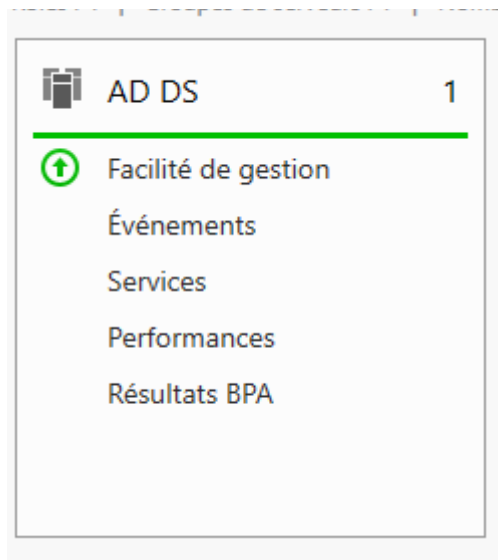 AD DS 1
Facilité de gestion
Événements
Services
Performances
Résultats BPA